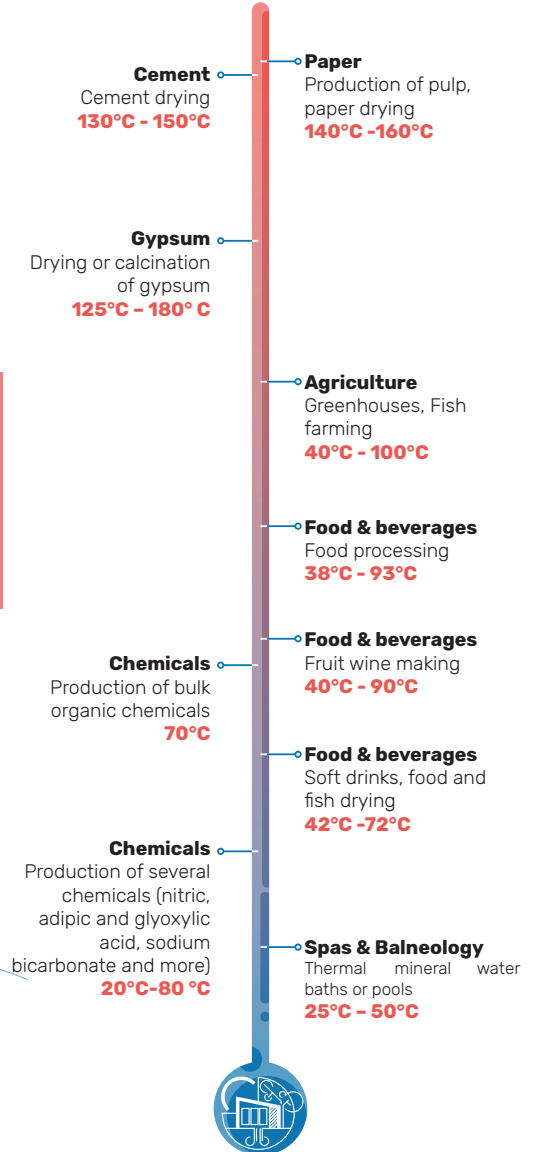 Cement
Cement drying
130°C - 150°C
Paper
Production of pulp,
paper drying
140°C -160°C
Gypsum
Drying or calcination
of gypsum
125°C – 180° C
Agriculture
Greenhouses, Fish
farming
40°C - 100°C
Food & beverages
Food processing
38°C - 93°C
Food & beverages
Fruit wine making
40°C - 90°C
Chemicals
Production of bulk
organic chemicals
70°C
Food & beverages
Soft drinks, food and
fish drying
42°C -72°C
Chemicals
Production of several
chemicals (nitric,
adipic and glyoxylic
acid, sodium
bicarbonate and more)
20°C-80 °C
Spas & Balneology
Thermal mineral water
baths or pools
25°C – 50°C